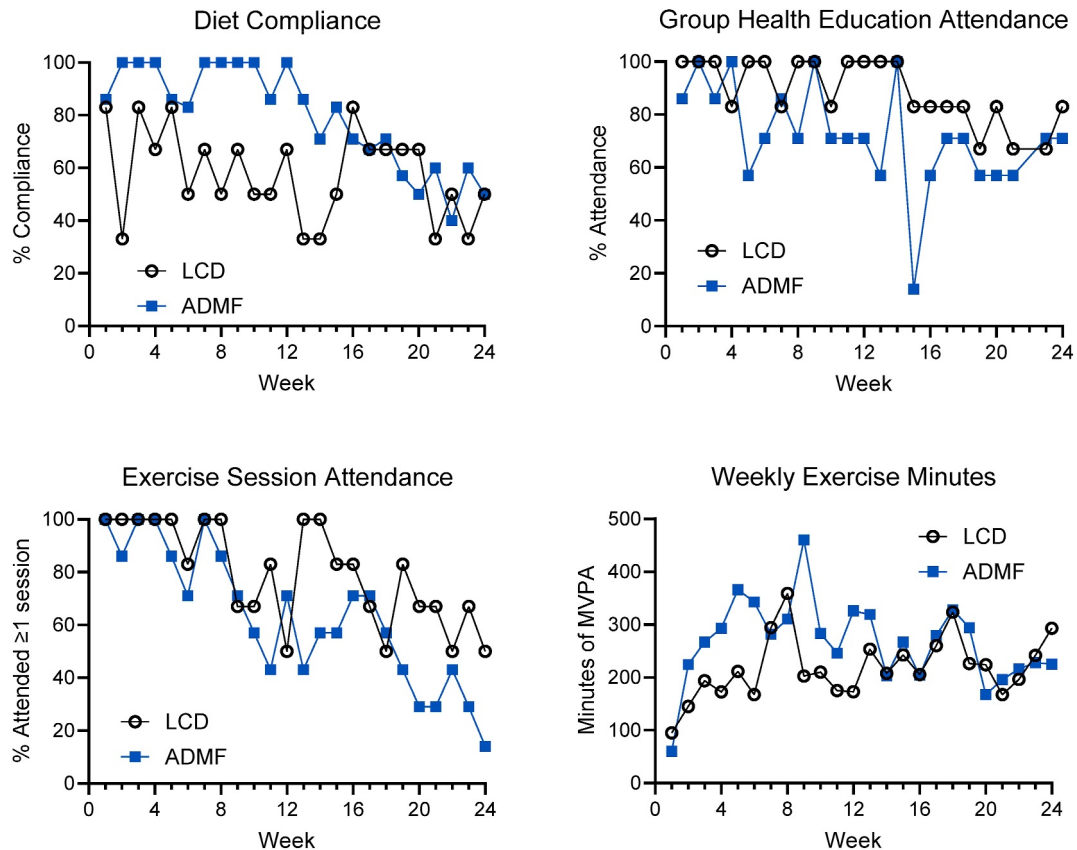 Diet Compliance
% Compliance
100
80
60
40
20
0
LCD
ADMF
0 4 8 12 16 20 24
Week
Group Health Education Attendance
% Attendance
100
80
60
40
20
0
LCD
ADMF
0 4 8 12 16 20 24
Week
Exercise Session Attendance
% Attended ≥1 session
100
80
60
40
20
0
LCD
ADMF
0 4 8 12 16 20 24
Week
Weekly Exercise Minutes
Minutes of MVPA
500
400
300
200
100
0
LCD
ADMF
0 4 8 12 16 20 24
Week